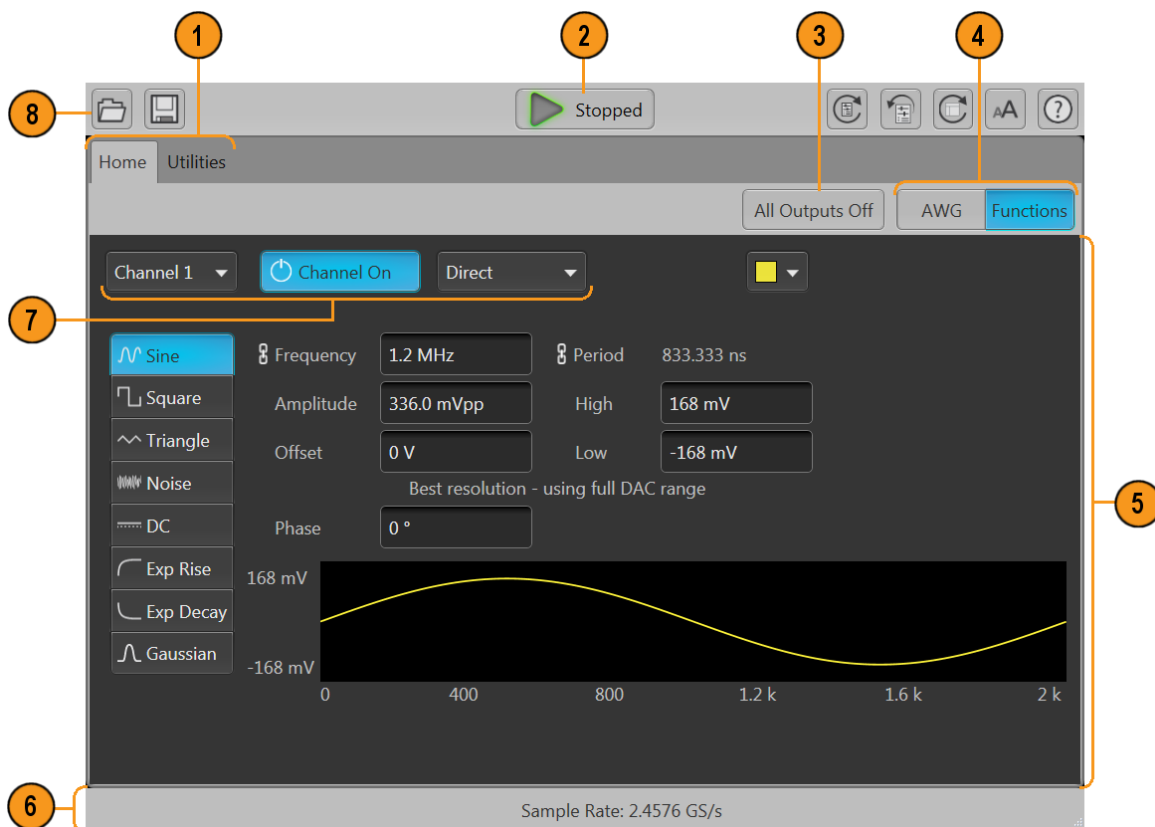 1
2
3
4
8
Stopped
AA
?
Home Utilities
All Outputs Off AWG Functions
Channel 1 Channel On Direct
7
Sine Frequency 1.2 MHz Period 833.333 ns
Square Amplitude 336.0 mVpp High 168 mV
Triangle Offset 0 V Low -168 mV
Noise Best resolution - using full DAC range
DC Phase 0 °
5
Exp Rise 168 mV
Exp Decay
Gaussian -168 mV
0 400 800 1.2 k 1.6 k 2 k
6
Sample Rate: 2.4576 GS/s